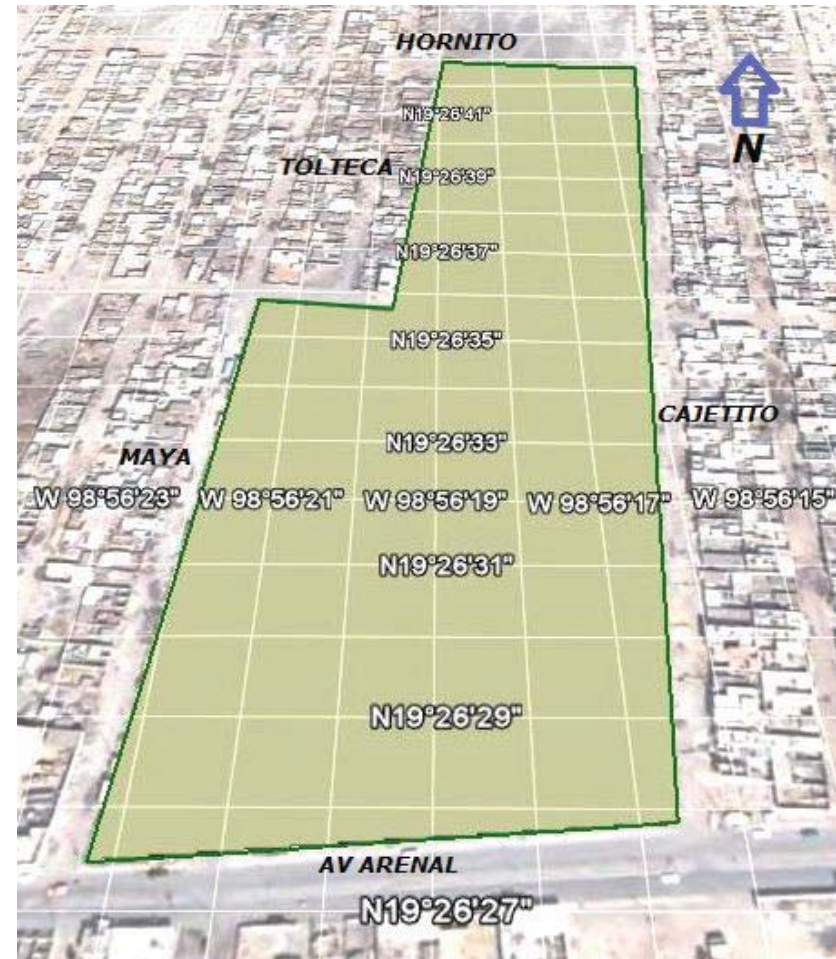 HORNITO
N19°26'41"
N
TOLTECA
N19°26'39"
N19°26'37"
N19°26'35"
CAJETITO
N19°26'33"
MAYA
W 98°56'23" W 98°56'21" W 98°56'19" W 98°56'17" W 98°56'15"
N19°26'31"
N19°26'29"
AV ARENAL
N19°26'27"